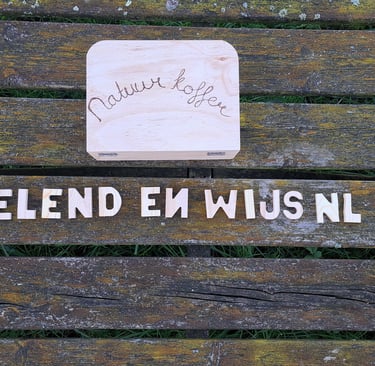 Natuur koffer
ELEND EN WIJS NL